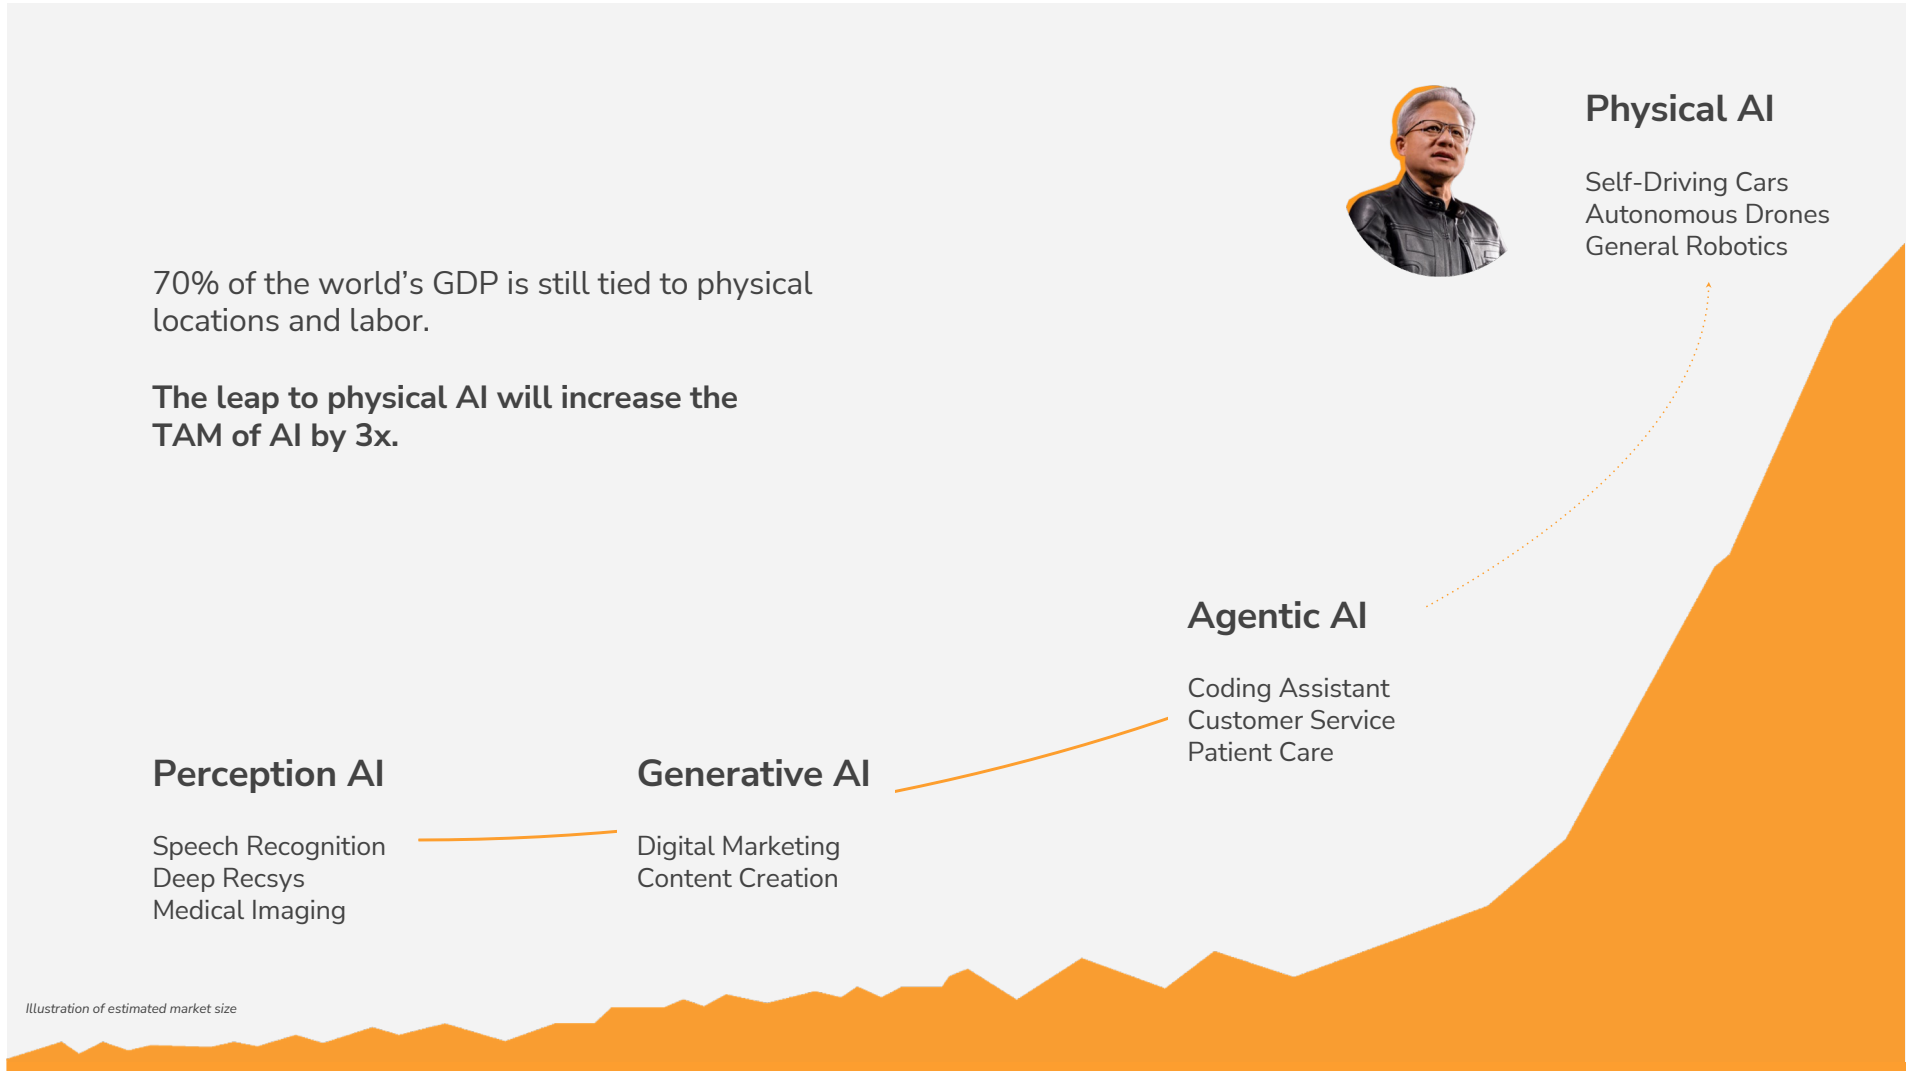 Physical AI
Self-Driving Cars
Autonomous Drones
General Robotics
70% of the world’s GDP is still tied to physical
locations and labor.
The leap to physical AI will increase the
TAM of AI by 3x.
Agentic AI
Coding Assistant
Customer Service
Patient Care
Perception AI
Speech Recognition
Deep Recsys
Medical Imaging
Generative AI
Digital Marketing
Content Creation
Illustration of estimated market size